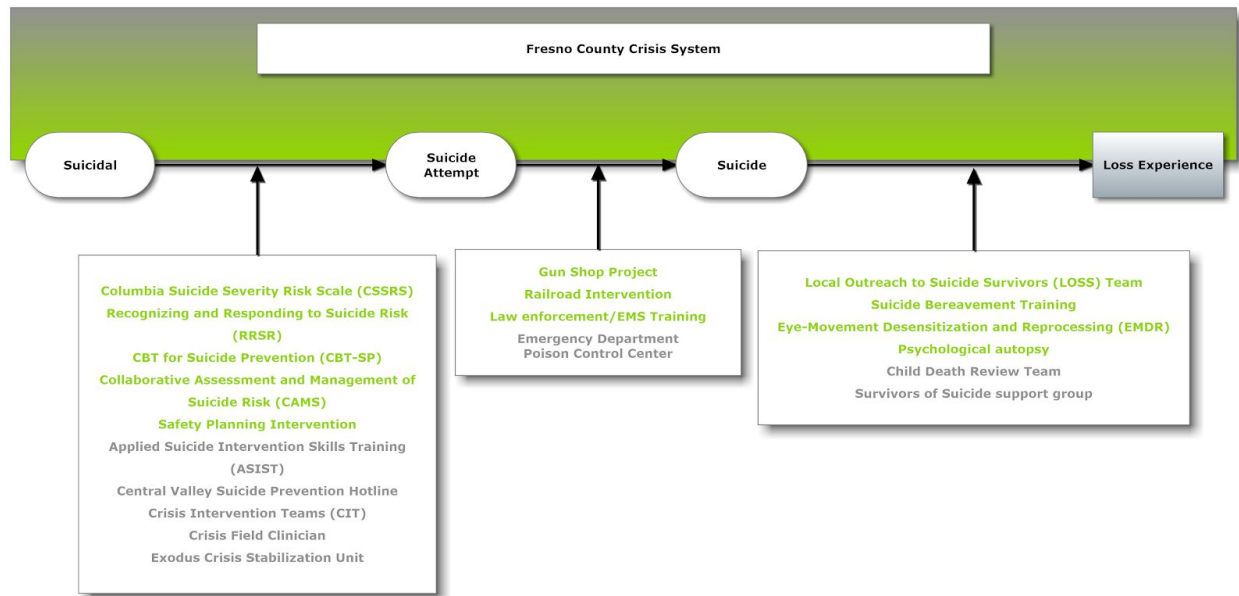 Fresno County Crisis System
Suicidal
Suicide
Attempt
Suicide
Loss Experience
Columbia Suicide Severity Risk Scale (CSSRS)
Recognizing and Responding to Suicide Risk
(RRSR)
CBT for Suicide Prevention (CBT-SP)
Collaborative Assessment and Management of
Suicide Risk (CAMS)
Safety Planning Intervention
Applied Suicide Intervention Skills Training
(ASIST)
Central Valley Suicide Prevention Hotline
Crisis Intervention Teams (CIT)
Crisis Field Clinician
Exodus Crisis Stabilization Unit
Gun Shop Project
Railroad Intervention
Law enforcement/EMS Training
Emergency Department
Poison Control Center
Local Outreach to Suicide Survivors (LOSS) Team
Suicide Bereavement Training
Eye-Movement Desensitization and Reprocessing (EMDR)
Psychological autopsy
Child Death Review Team
Survivors of Suicide support group